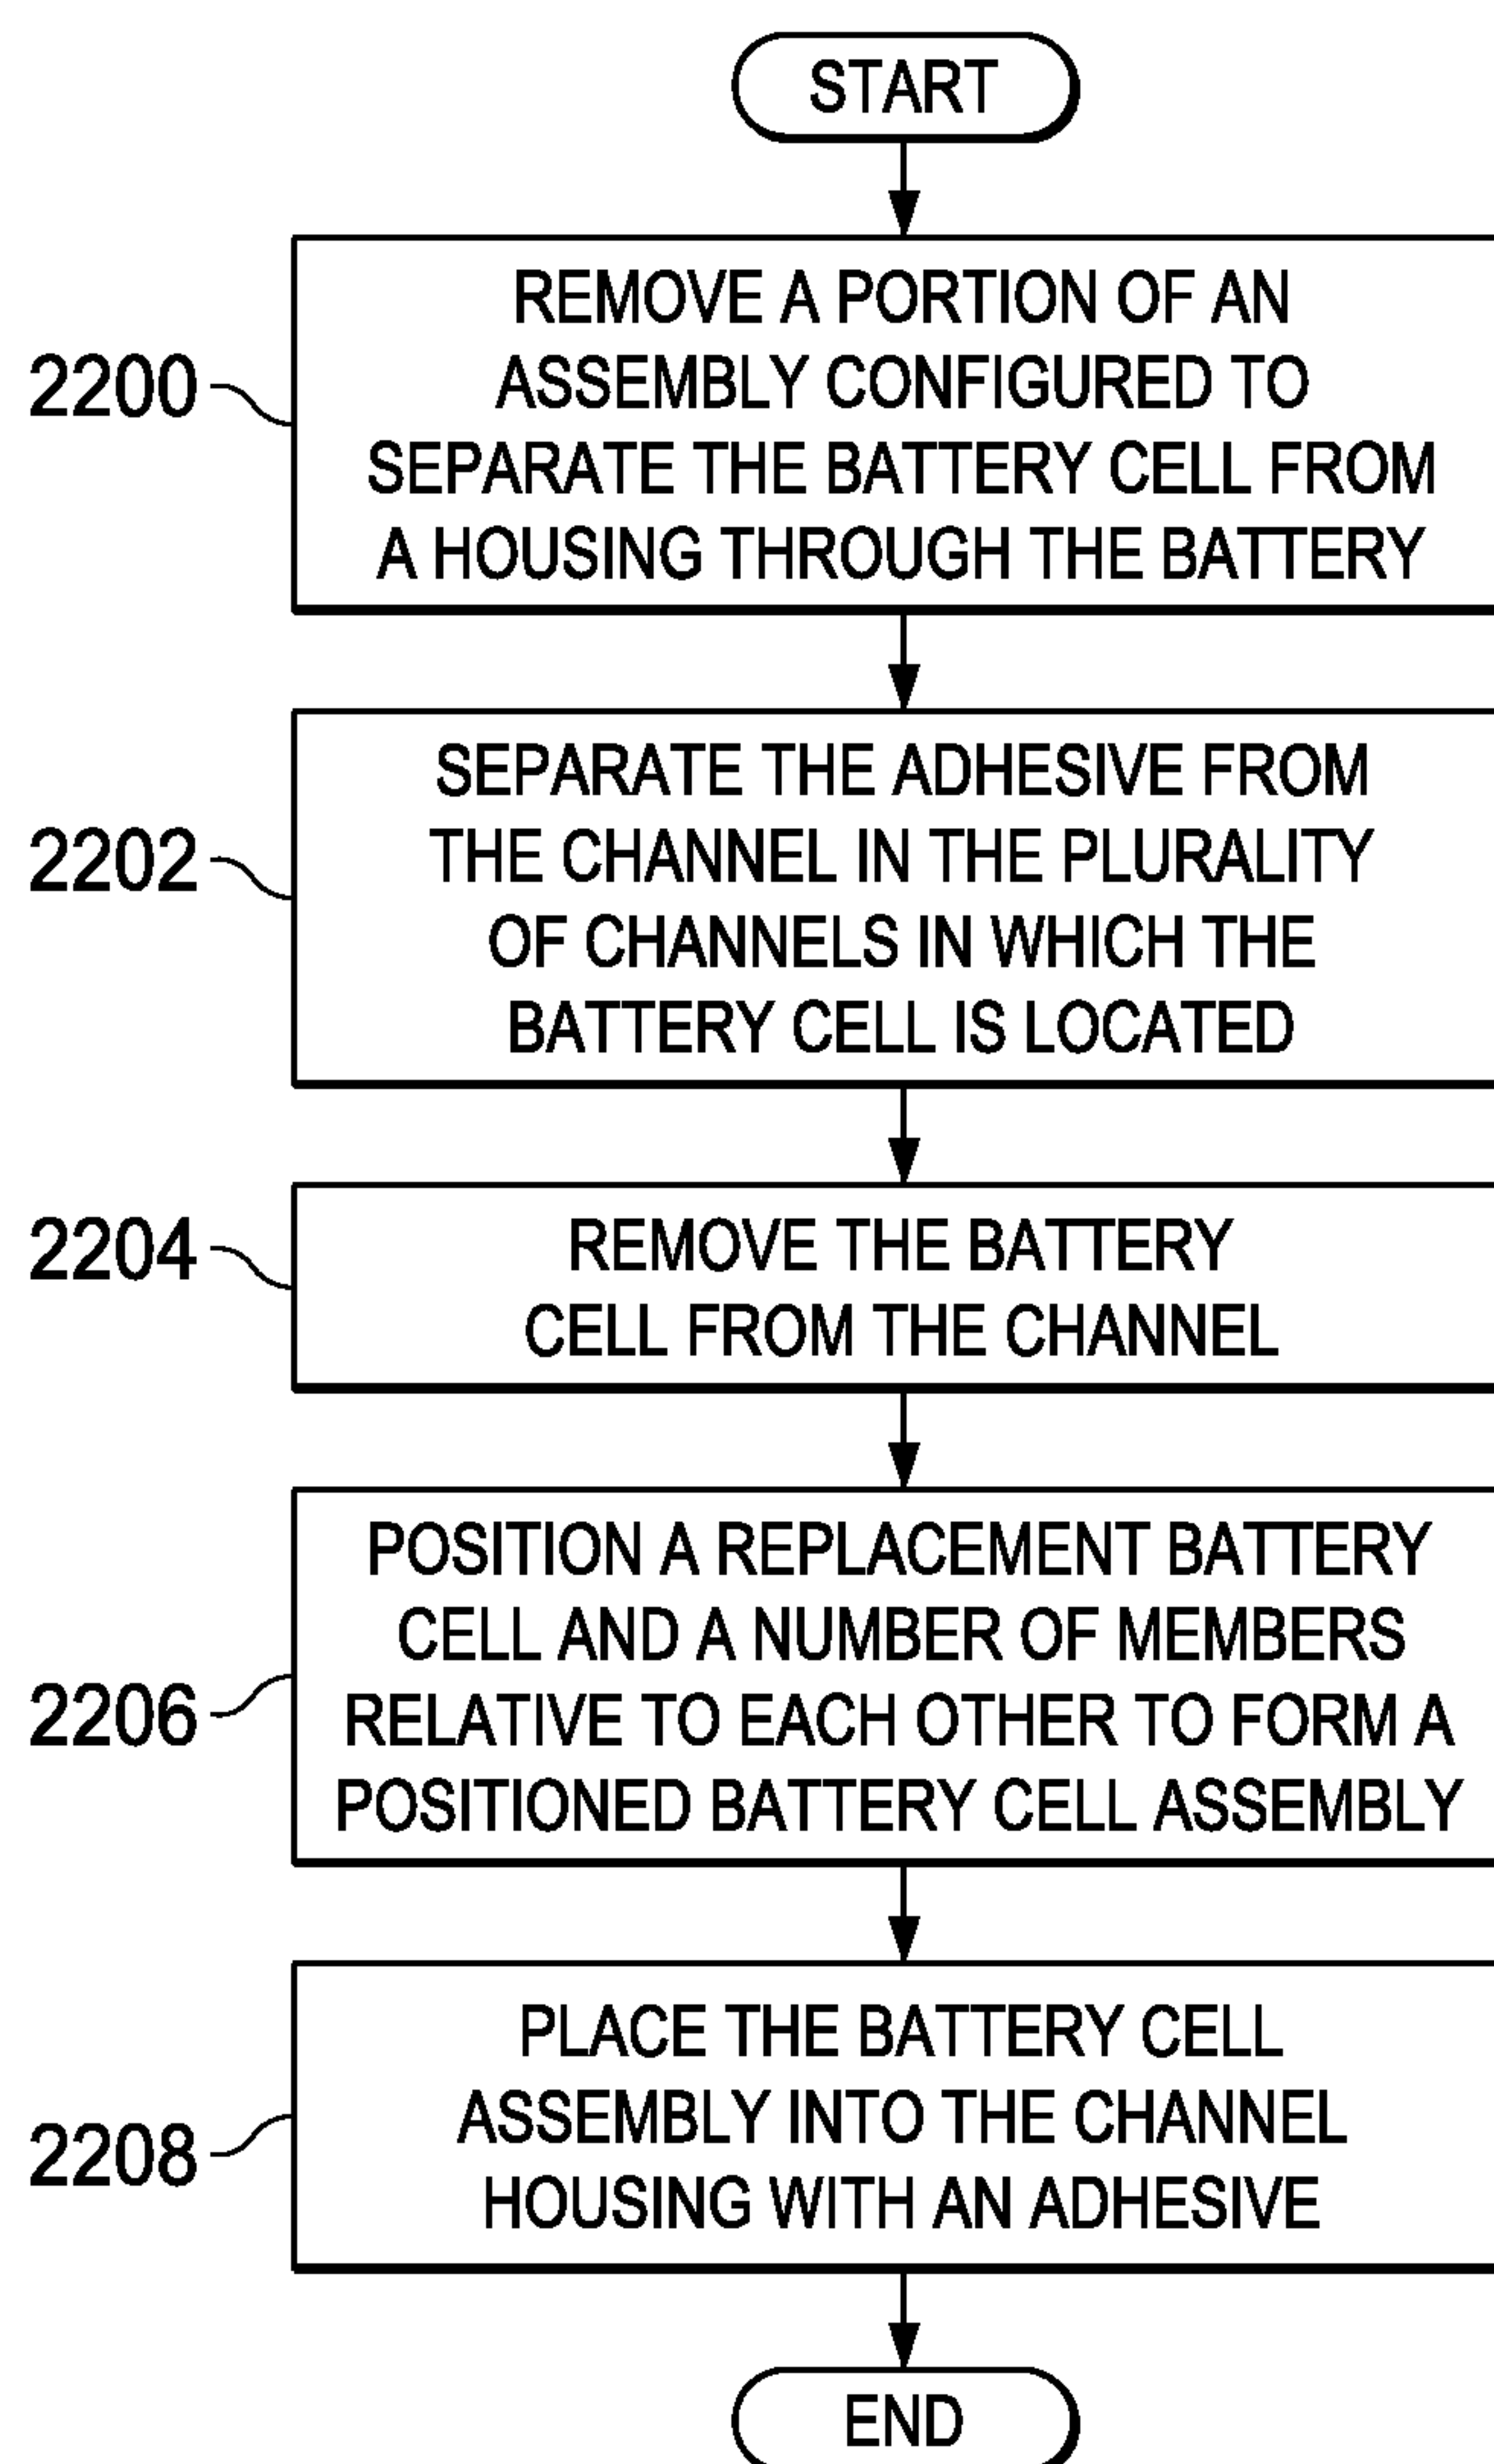 START
2200
REMOVE A PORTION OF AN
ASSEMBLY CONFIGURED TO
SEPARATE THE BATTERY CELL FROM
A HOUSING THROUGH THE BATTERY
2202
SEPARATE THE ADHESIVE FROM
THE CHANNEL IN THE PLURALITY
OF CHANNELS IN WHICH THE
BATTERY CELL IS LOCATED
2204
REMOVE THE BATTERY
CELL FROM THE CHANNEL
2206
POSITION A REPLACEMENT BATTERY
CELL AND A NUMBER OF MEMBERS
RELATIVE TO EACH OTHER TO FORM A
POSITIONED BATTERY CELL ASSEMBLY
2208
PLACE THE BATTERY CELL
ASSEMBLY INTO THE CHANNEL
HOUSING WITH AN ADHESIVE
END